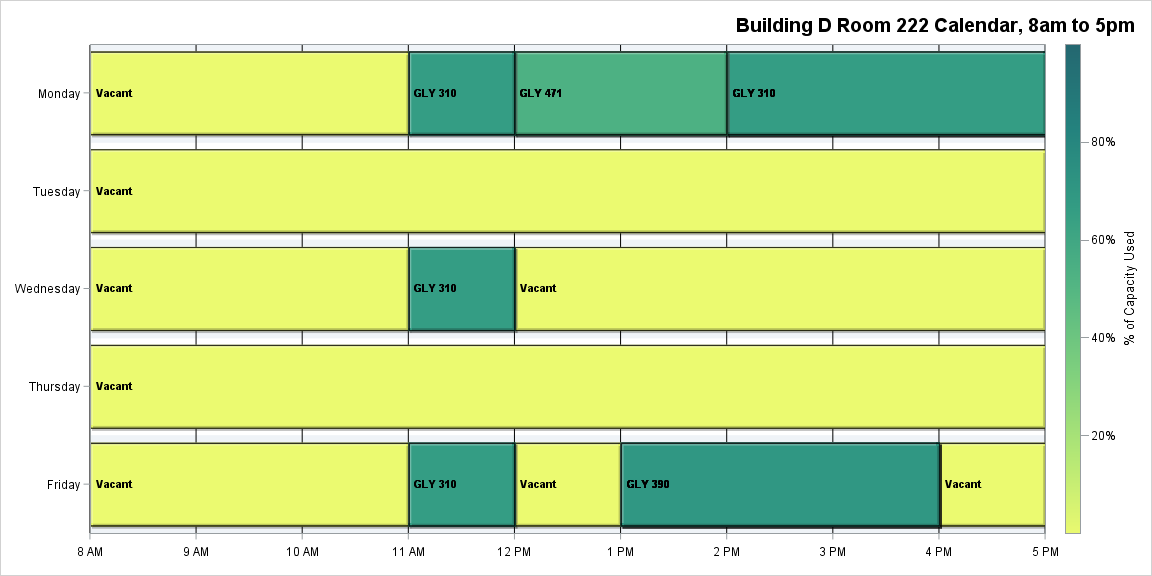 Building D Room 222 Calendar, 8am to 5pm
Monday
Vacant
GLY 310
GLY 471
GLY 310
Tuesday
Vacant
Wednesday
Vacant
GLY 310
Vacant
Thursday
Vacant
Friday
Vacant
GLY 310
Vacant
GLY 390
Vacant
8 AM
9 AM
10 AM
11 AM
12 PM
1 PM
2 PM
3 PM
4 PM
5 PM
80%
60%
40%
20%
% of Capacity Used